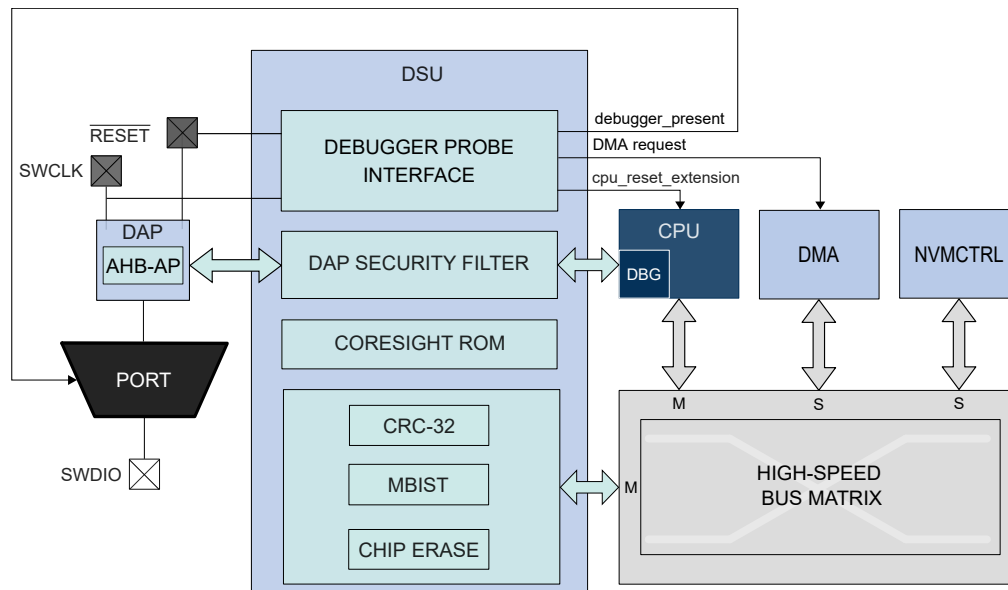 DSU
debugger_present
RESET
DEBUGGER PROBE
INTERFACE
DMA request
SWCLK
cpu_reset_extension
DAP
AHB-AP
DAP SECURITY FILTER
CPU
DBG
DMA
NVMCTRL
CORESIGHT ROM
PORT
M
S
S
CRC-32
SWDIO
MBIST
M
HIGH-SPEED
BUS MATRIX
CHIP ERASE